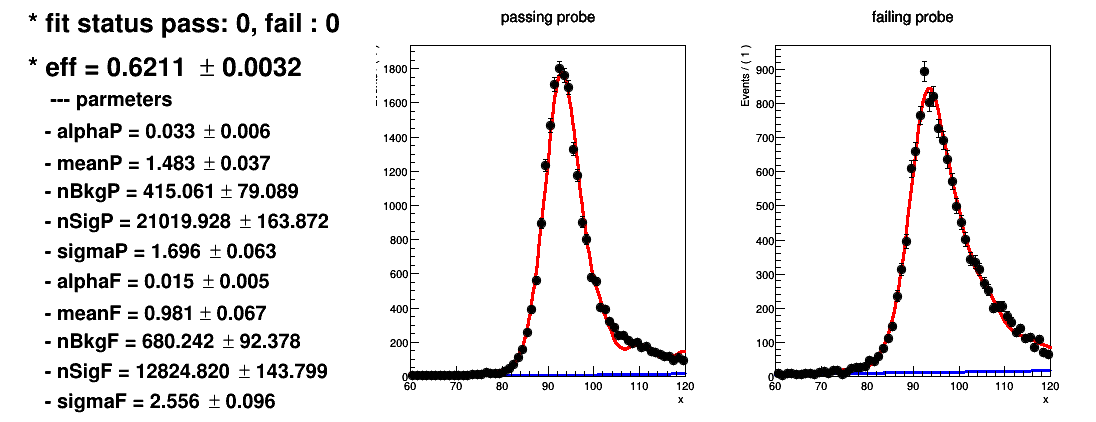 * fit status pass: 0, fail : 0
* eff = 0.6211 ± 0.0032
--- parmeters
- alphaP = 0.033 ± 0.006
- meanP = 1.483 ± 0.037
- nBkgP = 415.061 ± 79.089
- nSigP = 21019.928 ± 163.872
- sigmaP = 1.696 ± 0.063
- alphaF = 0.015 ± 0.005
- meanF = 0.981 ± 0.067
- nBkgF = 680.242 ± 92.378
- nSigF = 12824.820 ± 143.799
- sigmaF = 2.556 ± 0.096
passing probe
1800
1600
1400
1200
1000
800
600
400
200
0
60 70 80 90 100 110 120
x
failing probe
Events / ( 1 )
900
800
700
600
500
400
300
200
100
0
60 70 80 90 100 110 120
x